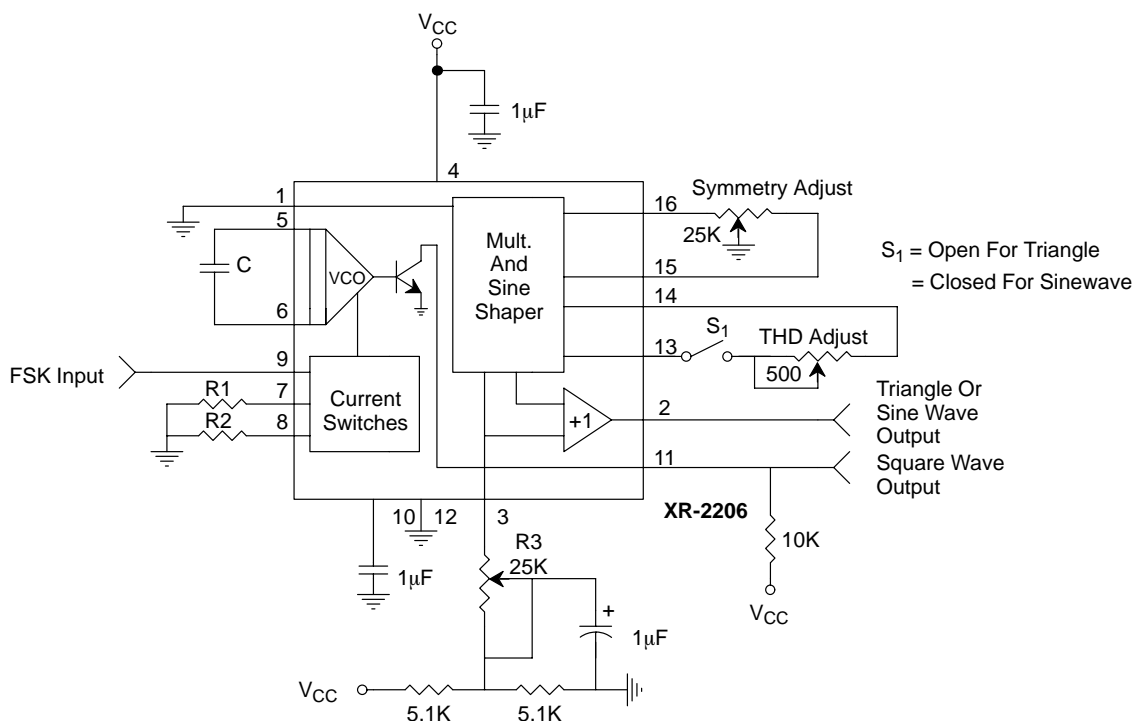 VCC
1μF
4
1
16
Symmetry Adjust
5
25K
C
VCO
Mult.
And
Sine
Shaper
15
S1 = Open For Triangle
= Closed For Sinewave
14
6
S1
THD Adjust
13
500
9
FSK Input
R1
7
R2
8
Current
Switches
+1
2
Triangle Or
Sine Wave
Output
11
Square Wave
Output
XR-2206
10
12
3
R3
25K
10K
1μF
+
1μF
VCC
VCC
5.1K
5.1K